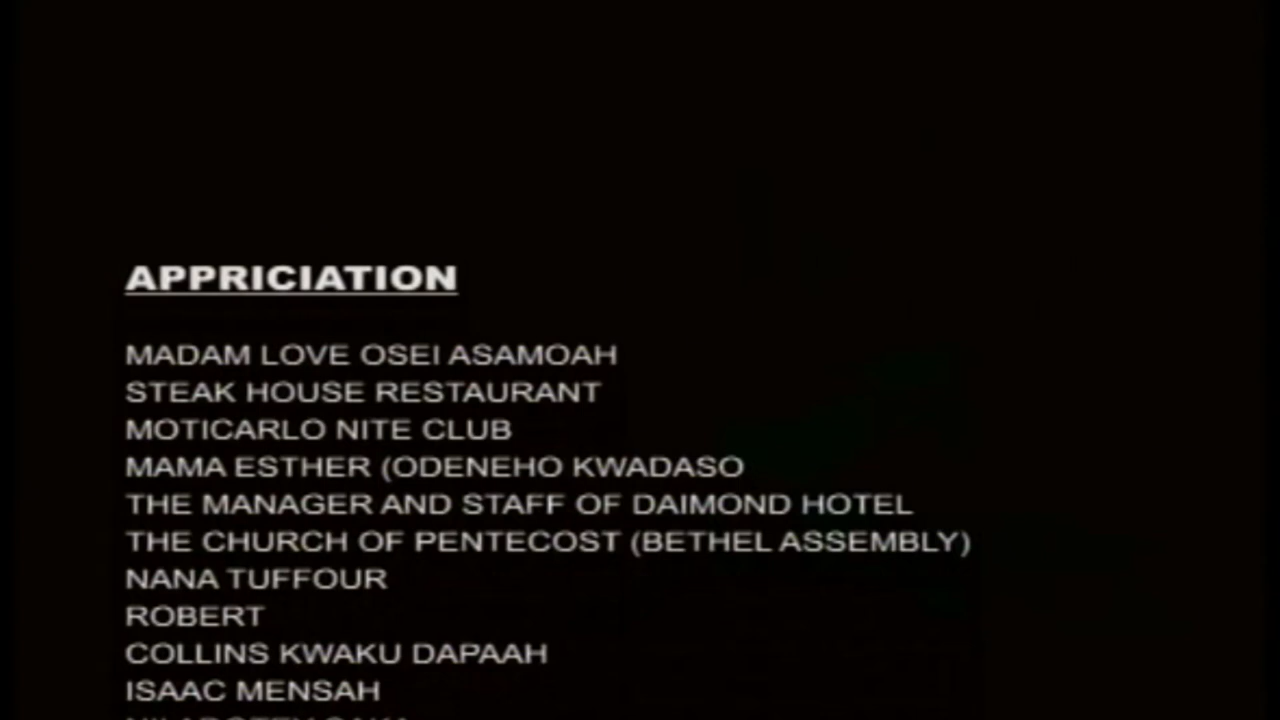 APPRICIATION
MADAM LOVE OSEI ASAMOAH
STEAK HOUSE RESTAURANT
MOTICARLO NITE CLUB
MAMA ESTHER (ODENEHO KWADASO
THE MANAGER AND STAFF OF DAIMOND HOTEL
THE CHURCH OF PENTECOST (BETHEL ASSEMBLY)
NANA TUFFOUR
ROBERT
COLLINS KWAKU DAPAAH
ISAAC MENSAH